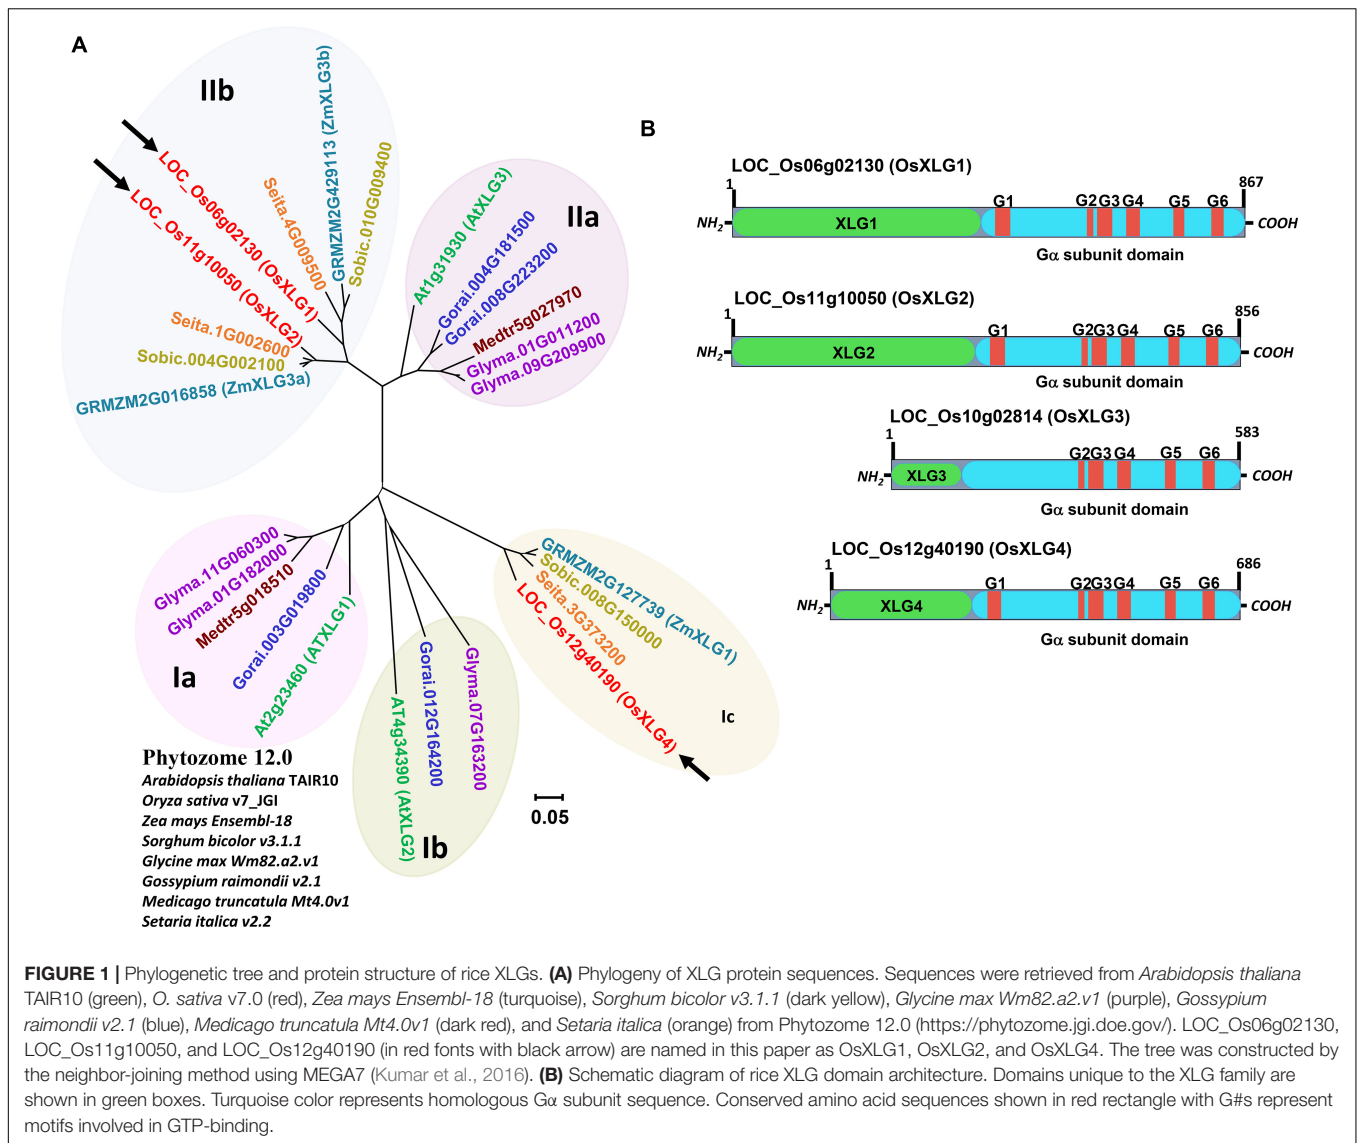 A
IIb
LOC_Os06g02130 (OsXLG1)
LOC_Os11g10050 (OsXLG2)
Seita.4G009500
GRMZM2G429113 (ZmXLG3b)
Sobic.010G009400
Seita.1G002600
Sobic.004G002100
GRMZM2G016858 (ZmXLG3a)
IIa
At1g31930 (AtXLG3)
Gorai.004G181500
Gorai.008G223200
Medtr5g027970
Glyma.01G011200
Glyma.09G209900
Glyma.11G060300
Glyma.01G182000
Medtr5g018510
Gorai.003G019800
At2g23460 (ATXLG1)
Ia
AT4g34390 (AtXLG2)
Gorai.012G164200
Glyma.07G163200
Ib
GRMZM2G127739 (ZmXLG1)
Sobic.008G150000
Seita.3G373200
LOC_Os12g40190 (OsXLG4)
Ic
0.05
Phytozome 12.0
Arabidopsis thaliana TAIR10
Oryza sativa v7_JGI
Zea mays Ensembl-18
Sorghum bicolor v3.1.1
Glycine max Wm82.a2.v1
Gossypium raimondii v2.1
Medicago truncatula Mt4.0v1
Setaria italica v2.2
B
LOC_Os06g02130 (OsXLG1)
1 867
G1 G2 G3 G4 G5 G6
NH2 XLG1 COOH
Gα subunit domain
LOC_Os11g10050 (OsXLG2)
1 856
G1 G2 G3 G4 G5 G6
NH2 XLG2 COOH
Gα subunit domain
LOC_Os10g02814 (OsXLG3)
1 583
G2 G3 G4 G5 G6
NH2 XLG3 COOH
Gα subunit domain
LOC_Os12g40190 (OsXLG4)
1 686
G1 G2 G3 G4 G5 G6
NH2 XLG4 COOH
Gα subunit domain
FIGURE 1 | Phylogenetic tree and protein structure of rice XLGs. (A) Phylogeny of XLG protein sequences. Sequences were retrieved from Arabidopsis thaliana
TAIR10 (green), O. sativa v7.0 (red), Zea mays Ensembl-18 (turquoise), Sorghum bicolor v3.1.1 (dark yellow), Glycine max Wm82.a2.v1 (purple), Gossypium
raimondii v2.1 (blue), Medicago truncatula Mt4.0v1 (dark red), and Setaria italica (orange) from Phytozome 12.0 (https://phytozome.jgi.doe.gov/). LOC_Os06g02130,
LOC_Os11g10050, and LOC_Os12g40190 (in red fonts with black arrow) are named in this paper as OsXLG1, OsXLG2, and OsXLG4. The tree was constructed by
the neighbor-joining method using MEGA7 (Kumar et al., 2016). (B) Schematic diagram of rice XLG domain architecture. Domains unique to the XLG family are
shown in green boxes. Turquoise color represents homologous Gα subunit sequence. Conserved amino acid sequences shown in red rectangle with G#s represent
motifs involved in GTP-binding.